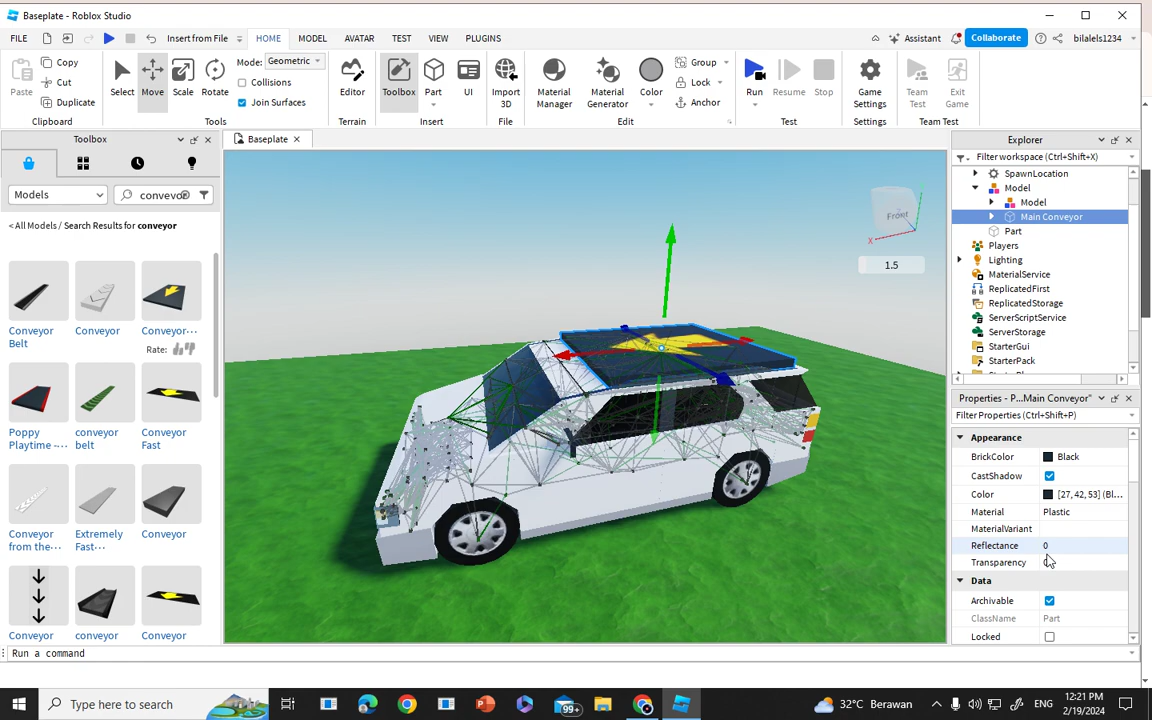 Baseplate - Roblox Studio
FILE Insert from File HOME MODEL AVATAR TEST VIEW PLUGINS Assistant Collaborate bilalels1234
Paste Copy Cut Duplicate
Select Move Scale Rotate
Mode: Geometric
Collisions
Join Surfaces
Editor Toolbox Part UI
Import 3D
Material Manager
Material Generator
Color
Group
Lock
Anchor
Run Resume Stop
Game Settings
Team Test
Exit Game
Clipboard Tools Terrain Insert File Edit Test Settings Team Test
Toolbox
Baseplate
Explorer
Filter workspace (Ctrl+Shift+X)
Models conveyor
< All Models / Search Results for conveyor
Conveyor Belt
Conveyor
Conveyor...
Rate:
Poppy Playtime -...
conveyor belt
Conveyor Fast
Conveyor from the...
Extremely Fast...
Conveyor
Conveyor
conveyor
Conveyor
Front
X
1.5
SpawnLocation
Model
Model
Main Conveyor
Part
Players
Lighting
MaterialService
ReplicatedFirst
ReplicatedStorage
ServerScriptService
ServerStorage
StarterGui
StarterPack
Properties - P...Main Conveyor"
Filter Properties (Ctrl+Shift+P)
Appearance
BrickColor Black
CastShadow
Color [27, 42, 53] (Bl...
Material Plastic
MaterialVariant
Reflectance 0
Transparency
Data
Archivable
ClassName Part
Locked
Run a command
Type here to search
99+
32°C Berawan
ENG
12:21 PM
2/19/2024